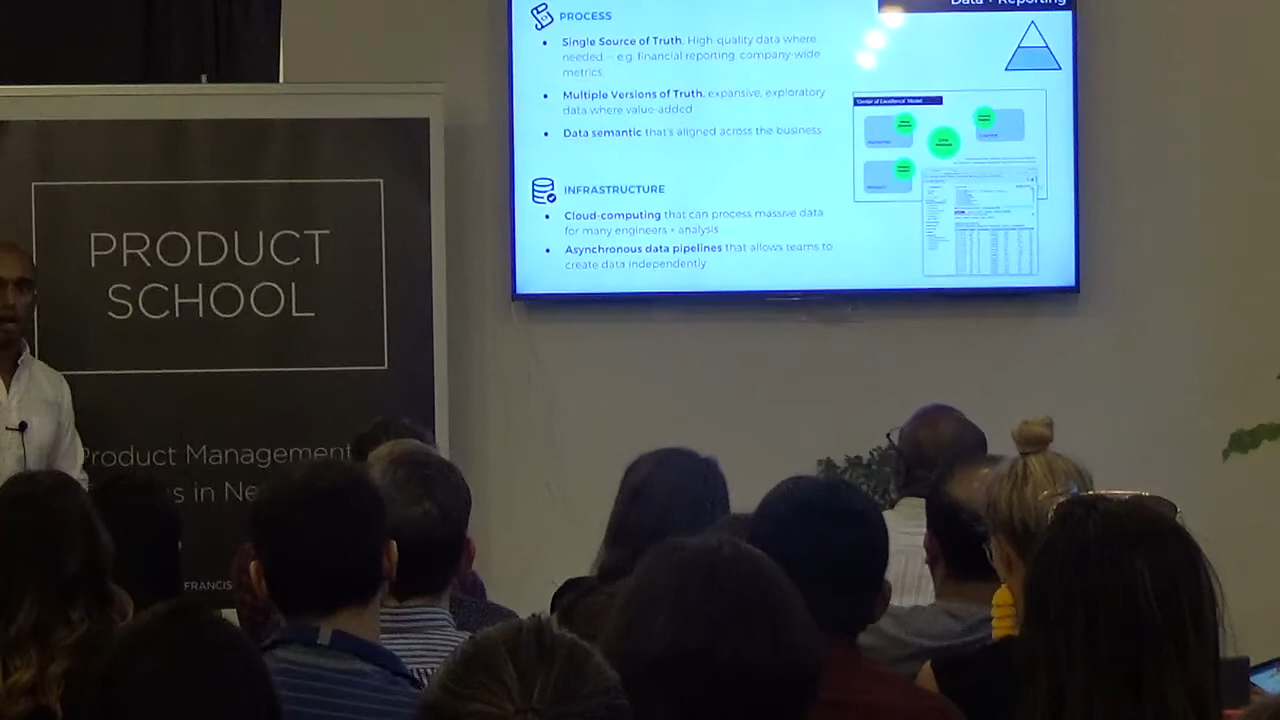 Data + Reporting
PROCESS
Single Source of Truth. High-quality data where
needed. – e.g. financial reporting, company-wide
metrics.
Multiple Versions of Truth. expansive, exploratory
data where value-added
Data semantic that's aligned across the business
INFRASTRUCTURE
Cloud-computing that can process massive data
for many engineers + analysis
Asynchronous data pipelines that allows teams to
create data independently
'Center of Excellence' Model
PRODUCT
SCHOOL
Product Management
s in Ne
FRANCIS